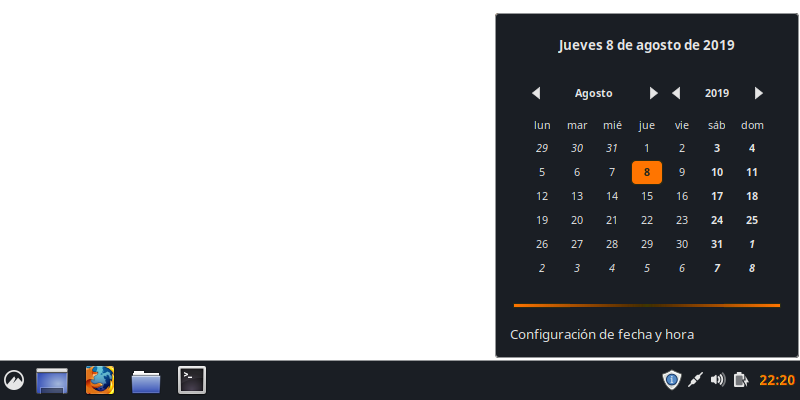 Jueves 8 de agosto de 2019
Agosto 2019
lun mar mié jue vie sáb dom
29 30 31 1 2 3 4
5 6 7 8 9 10 11
12 13 14 15 16 17 18
19 20 21 22 23 24 25
26 27 28 29 30 31 1
2 3 4 5 6 7 8
Configuración de fecha y hora
22:20